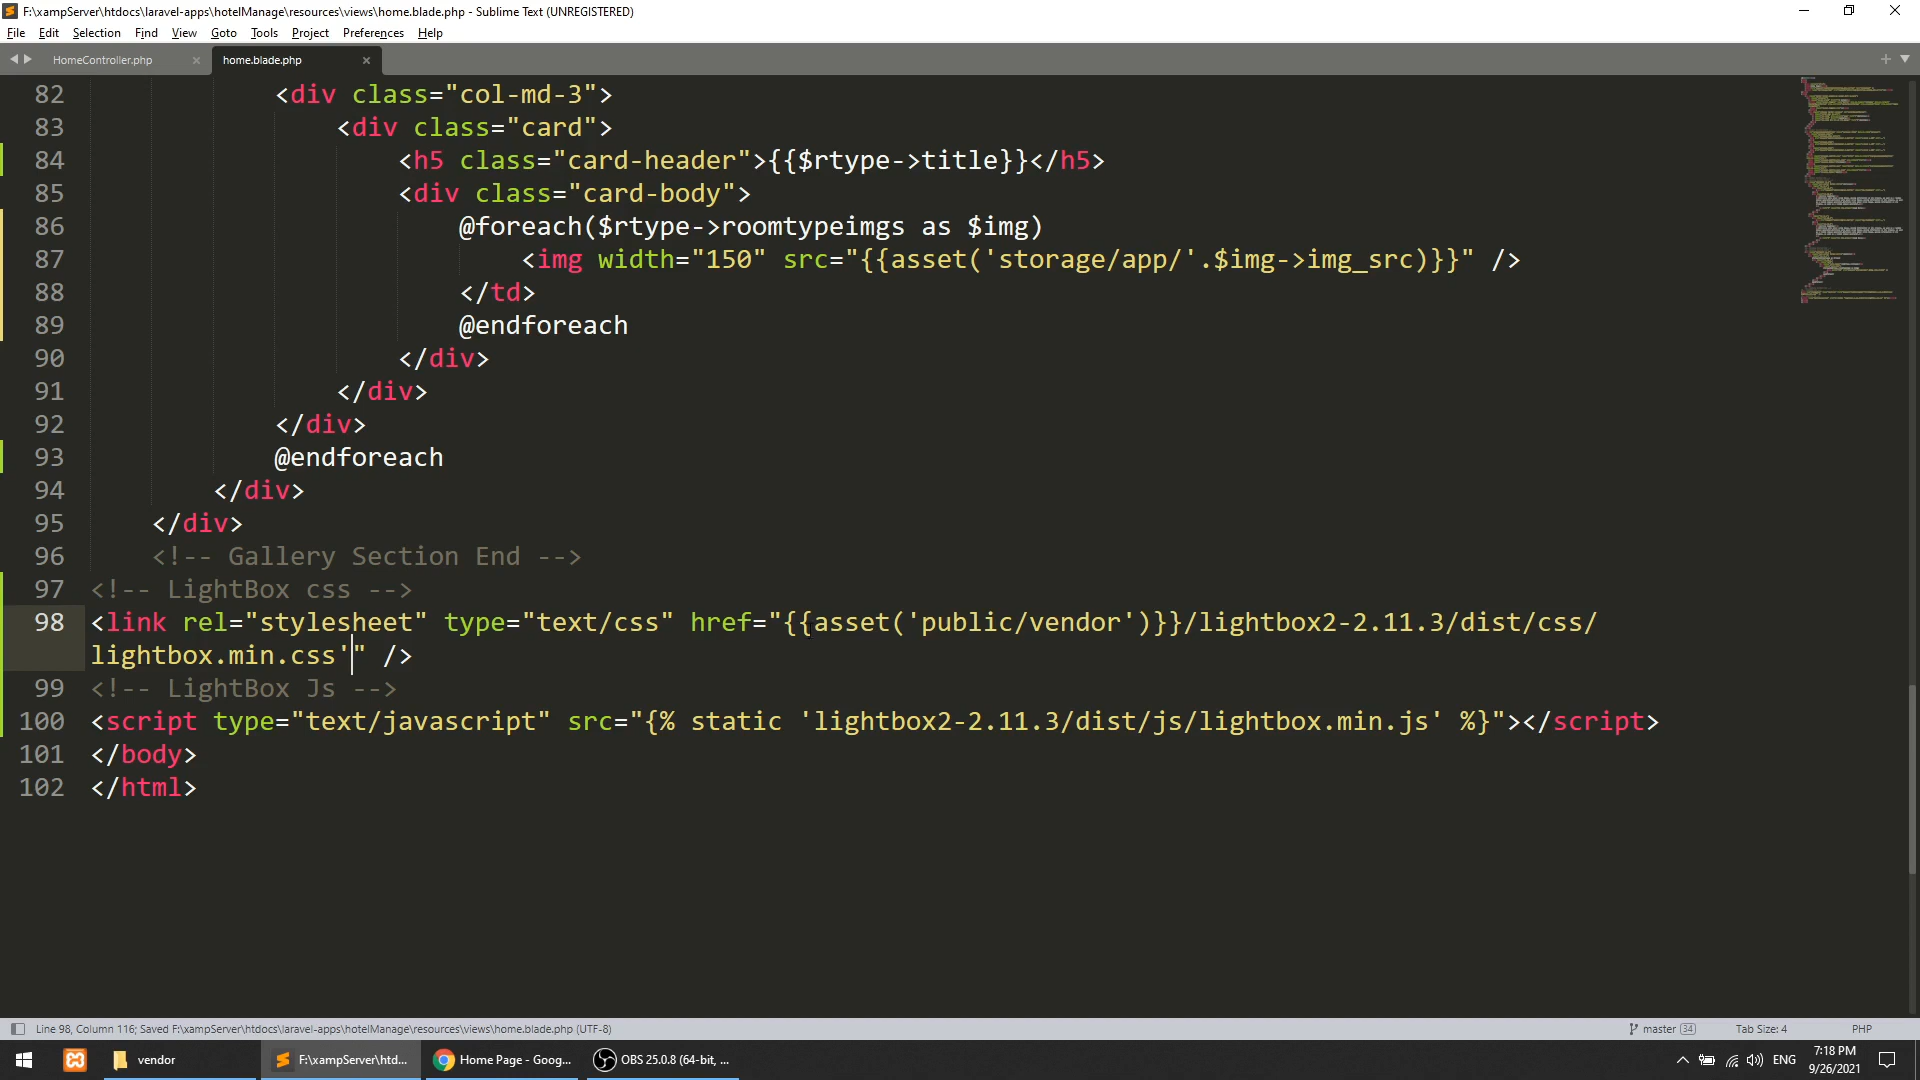 F:\xampServer\htdocs\laravel-apps\hotelManage\resources\views\home.blade.php - Sublime Text (UNREGISTERED)
File Edit Selection Find View Goto Tools Project Preferences Help
HomeController.php × home.blade.php ×
82 <div class="col-md-3">
83 <div class="card">
84 <h5 class="card-header">{{$rtype->title}}</h5>
85 <div class="card-body">
86 @foreach($rtype->roomtypeimgs as $img)
87 <img width="150" src="{{asset('storage/app/'.$img->img_src)}}" />
88 </td>
89 @endforeach
90 </div>
91 </div>
92 </div>
93 @endforeach
94 </div>
95 </div>
96 <!-- Gallery Section End -->
97 <!-- LightBox css -->
98 <link rel="stylesheet" type="text/css" href="{{asset('public/vendor')}}/lightbox2-2.11.3/dist/css/
lightbox.min.css'" />
99 <!-- LightBox Js -->
100 <script type="text/javascript" src="{% static 'lightbox2-2.11.3/dist/js/lightbox.min.js' %}"></script>
101 </body>
102 </html>
Line 98, Column 116; Saved F:\xampServer\htdocs\laravel-apps\hotelManage\resources\views\home.blade.php (UTF-8) master 34 Tab Size: 4 PHP
vendor F:\xampServer\htd... Home Page - Goog... OBS 25.0.8 (64-bit, ... ENG 7:18 PM
9/26/2021